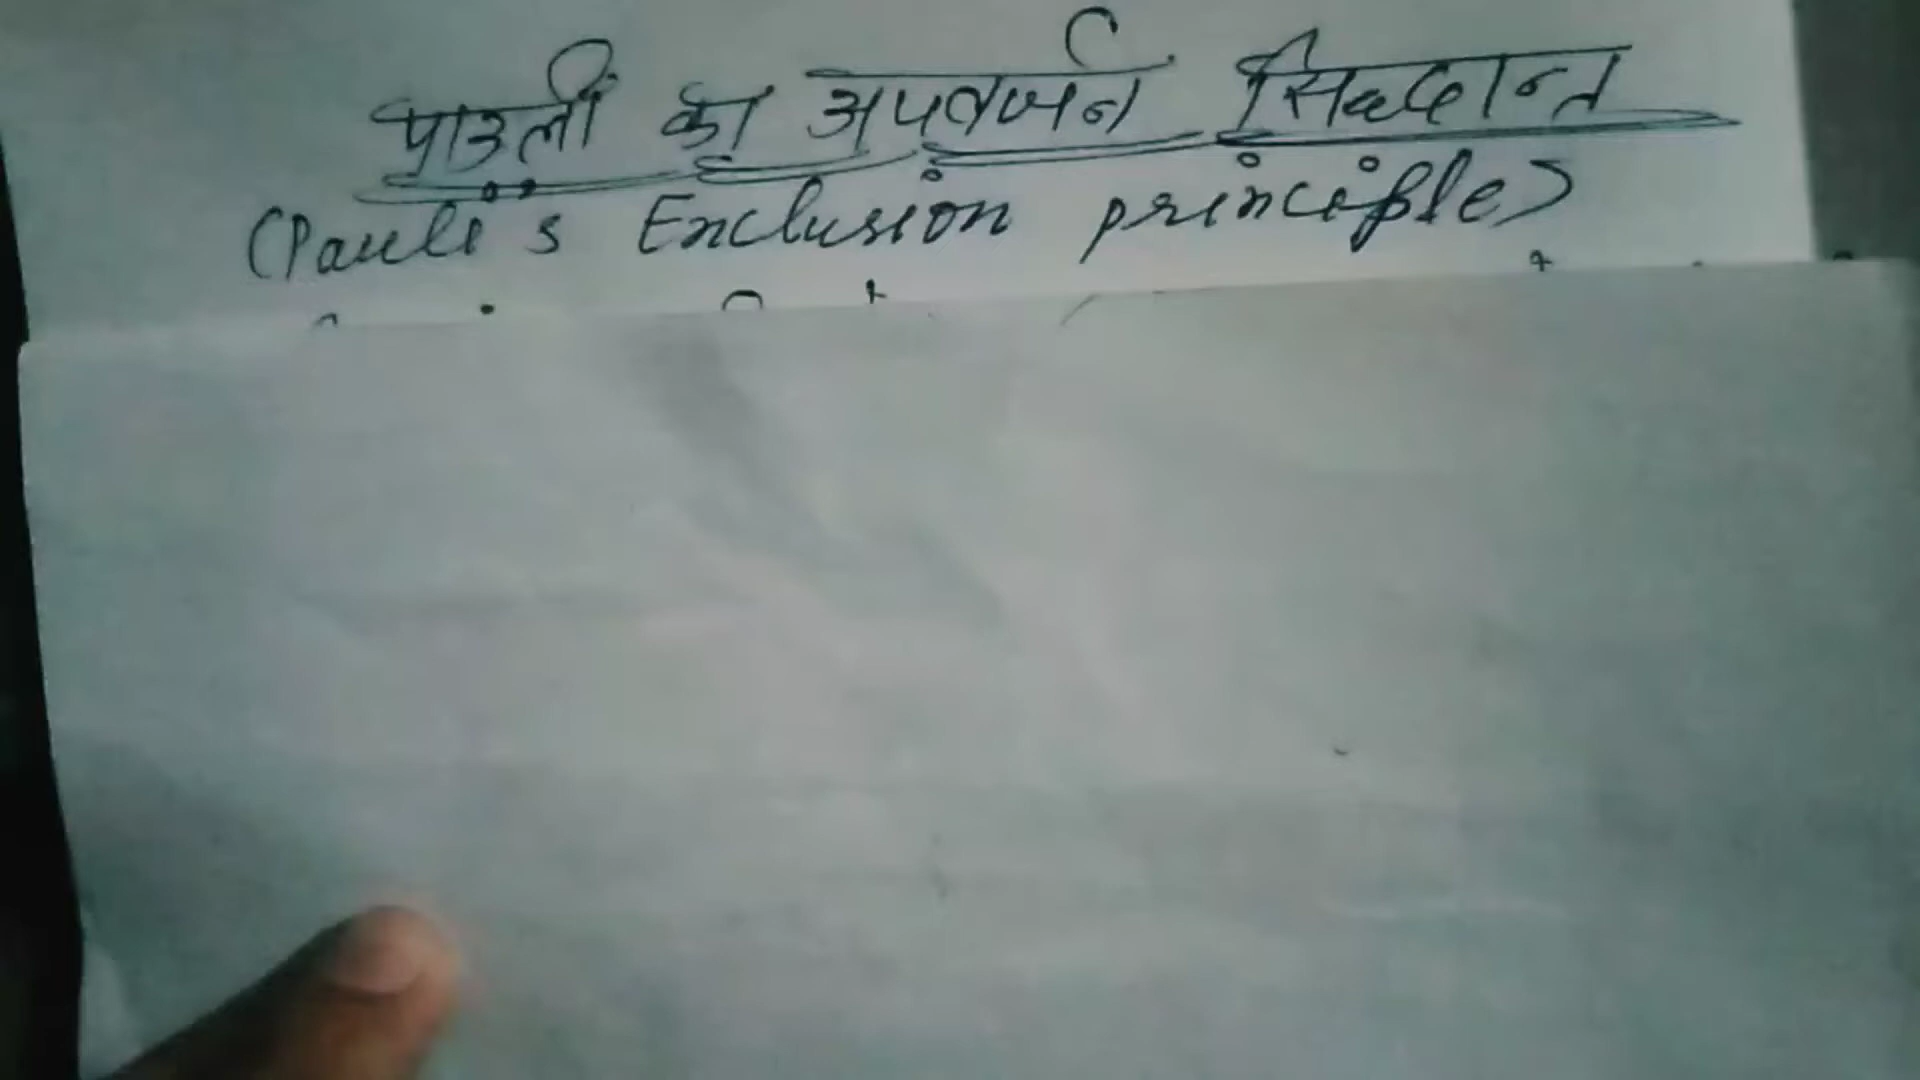 पाउली का अपवर्जन सिद्धान्त
(Pauli's Exclusion principle)